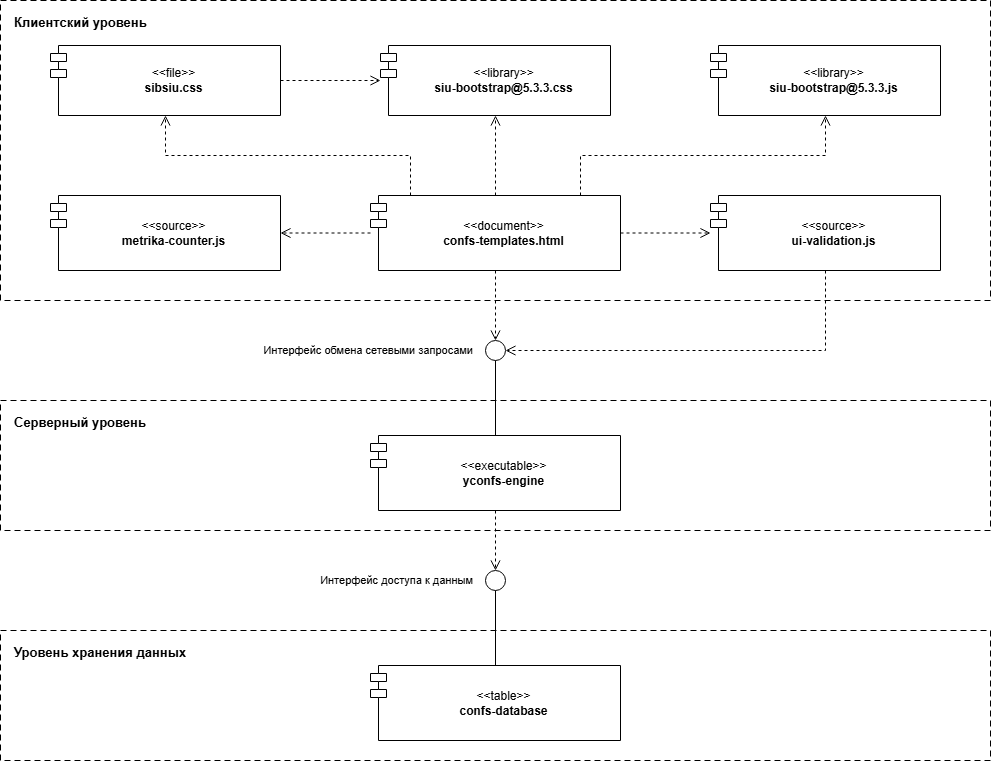 Клиентский уровень
<<file>>
sibsiu.css
<<library>>
siu-bootstrap@5.3.3.css
<<library>>
siu-bootstrap@5.3.3.js
<<source>>
metrika-counter.js
<<document>>
confs-templates.html
<<source>>
ui-validation.js
Интерфейс обмена сетевыми запросами
Серверный уровень
<<executable>>
yconfs-engine
Интерфейс доступа к данным
Уровень хранения данных
<<table>>
confs-database